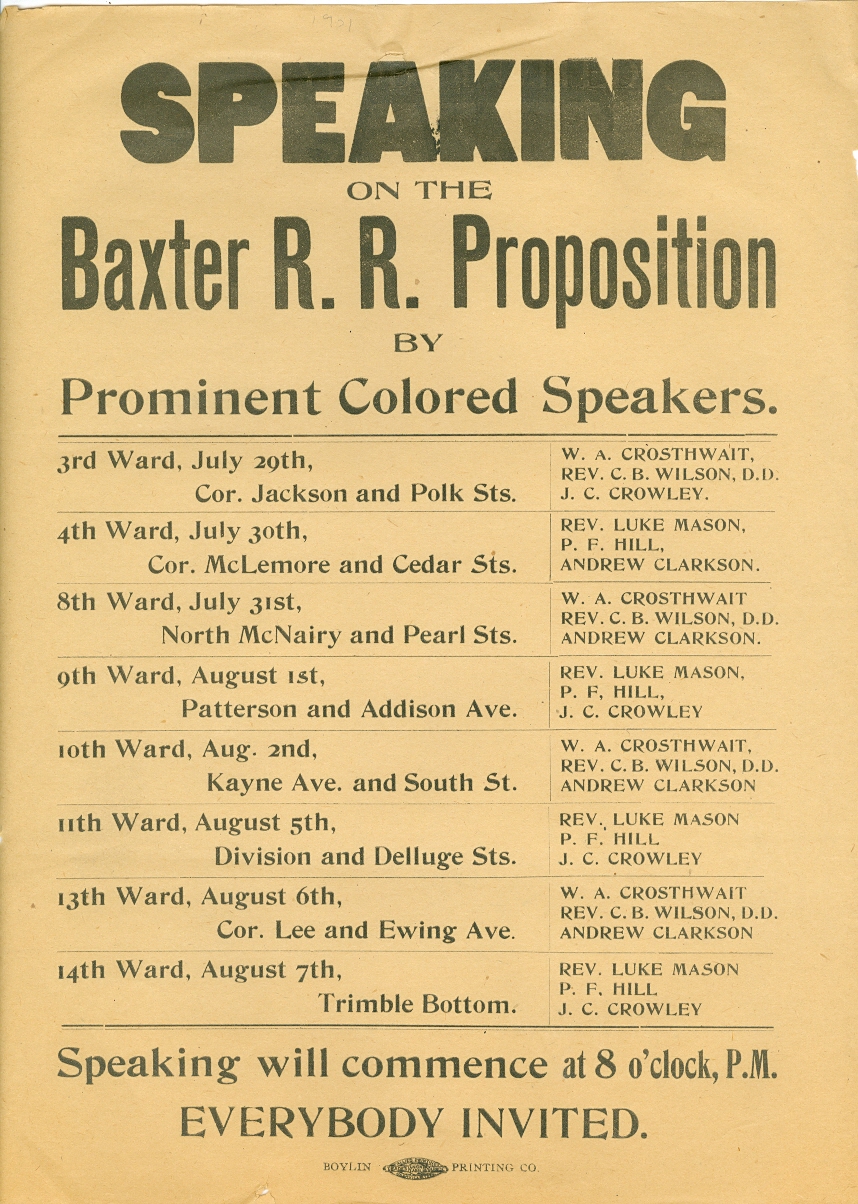 1901
SPEAKING
ON THE
Baxter R. R. Proposition
BY
Prominent Colored Speakers.
3rd Ward, July 29th,
Cor. Jackson and Polk Sts.
W. A. CROSTHWAIT,
REV. C. B. WILSON, D.D.
J. C. CROWLEY.
4th Ward, July 30th,
Cor. McLemore and Cedar Sts.
REV. LUKE MASON,
P. F. HILL,
ANDREW CLARKSON.
8th Ward, July 31st,
North McNairy and Pearl Sts.
W. A. CROSTHWAIT
REV. C. B. WILSON, D.D.
ANDREW CLARKSON.
9th Ward, August 1st,
Patterson and Addison Ave.
REV. LUKE MASON,
P. F, HILL,
J. C. CROWLEY
10th Ward, Aug. 2nd,
Kayne Ave. and South St.
W. A. CROSTHWAIT,
REV. C. B. WILSON, D.D.
ANDREW CLARKSON
11th Ward, August 5th,
Division and Delluge Sts.
REV. LUKE MASON
P. F. HILL
J. C. CROWLEY
13th Ward, August 6th,
Cor. Lee and Ewing Ave.
W. A. CROSTHWAIT
REV. C. B. WILSON, D.D.
ANDREW CLARKSON
14th Ward, August 7th,
Trimble Bottom.
REV. LUKE MASON
P. F. HILL
J. C. CROWLEY
Speaking will commence at 8 o'clock, P.M.
EVERYBODY INVITED.
BOYLIN PRINTING CO.